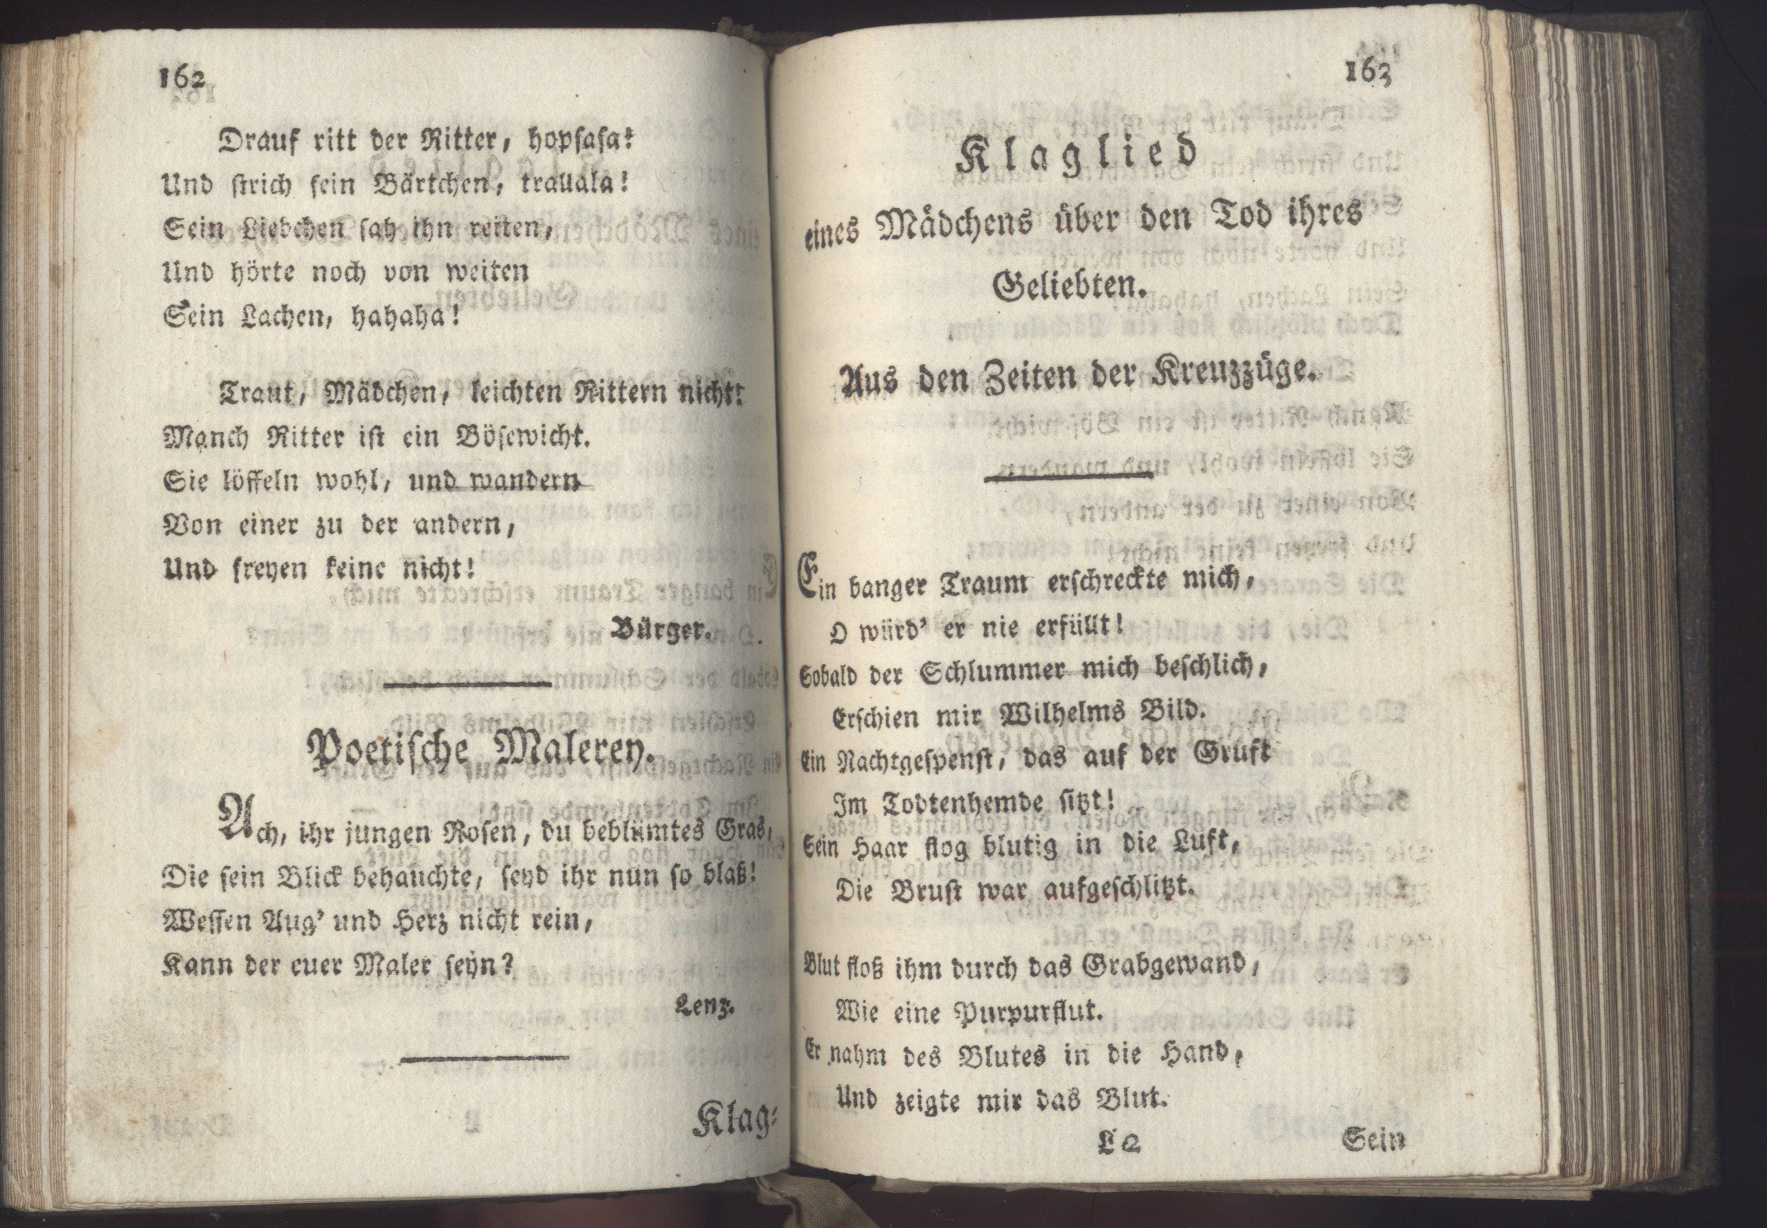 162
Drauf ritt der Ritter, hopsasa!
Und strich sein Bärtchen, trallala!
Sein Liebchen sah ihn reiten,
Und hörte noch von weiten
Sein Lachen, hahaha!
Traut, Mädchen, leichten Rittern nicht!
Manch Ritter ist ein Bösewicht.
Sie löffeln wohl, und wandern
Von einer zu der andern,
Und freyen keine nicht!
Bürger.
Poetische Malerey.
Ach, ihr jungen Rosen, du beblümtes Gras,
Die sein Blick behauchte, seyd ihr nun so blaß!
Wessen Aug' und Herz nicht rein,
Kann der euer Maler seyn?
Lenz.
Klag-
163
Klaglied
eines Mädchens über den Tod ihres
Geliebten.
Aus den Zeiten der Kreuzzüge.
Ein banger Traum erschreckte mich,
O würd' er nie erfüllt!
Sobald der Schlummer mich beschlich,
Erschien mir Wilhelms Bild.
Ein Nachtgespenst, das auf der Gruft
Im Todtenhemde sitzt!
Sein Haar flog blutig in die Luft,
Die Brust war aufgeschlitzt.
Blut floß ihm durch das Grabgewand,
Wie eine Purpurflut.
Er nahm des Blutes in die Hand,
Und zeigte mir das Blut.
L 2
Sein